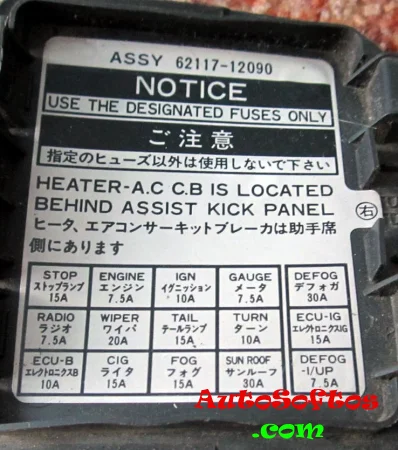 ASSY 62117-12090
NOTICE
USE THE DESIGNATED FUSES ONLY
ご注意
指定のヒューズ以外は使用しないで下さい
HEATER-A.C C.B IS LOCATED
BEHIND ASSIST KICK PANEL
ヒータ、エアコンサーキットブレーカは助手席
側にあります
右
STOP ENGINE IGN GAUGE DEFOG
ストップランプ エンジン イグニッション メータ デフォガ
15A 7.5A 10A 7.5A 30A
RADIO WIPER TAIL TURN ECU-IG
ラジオ ワイパ テールランプ ターン エレクトロニクスIG
7.5A 20A 15A 10A 15A
ECU-B CIG FOG SUN ROOF DEFOG
エレクトロニクスB ライタ フォグ サンルーフ -I/UP
10A 15A 15A 30A 7.5A
AutoSoftos
.com